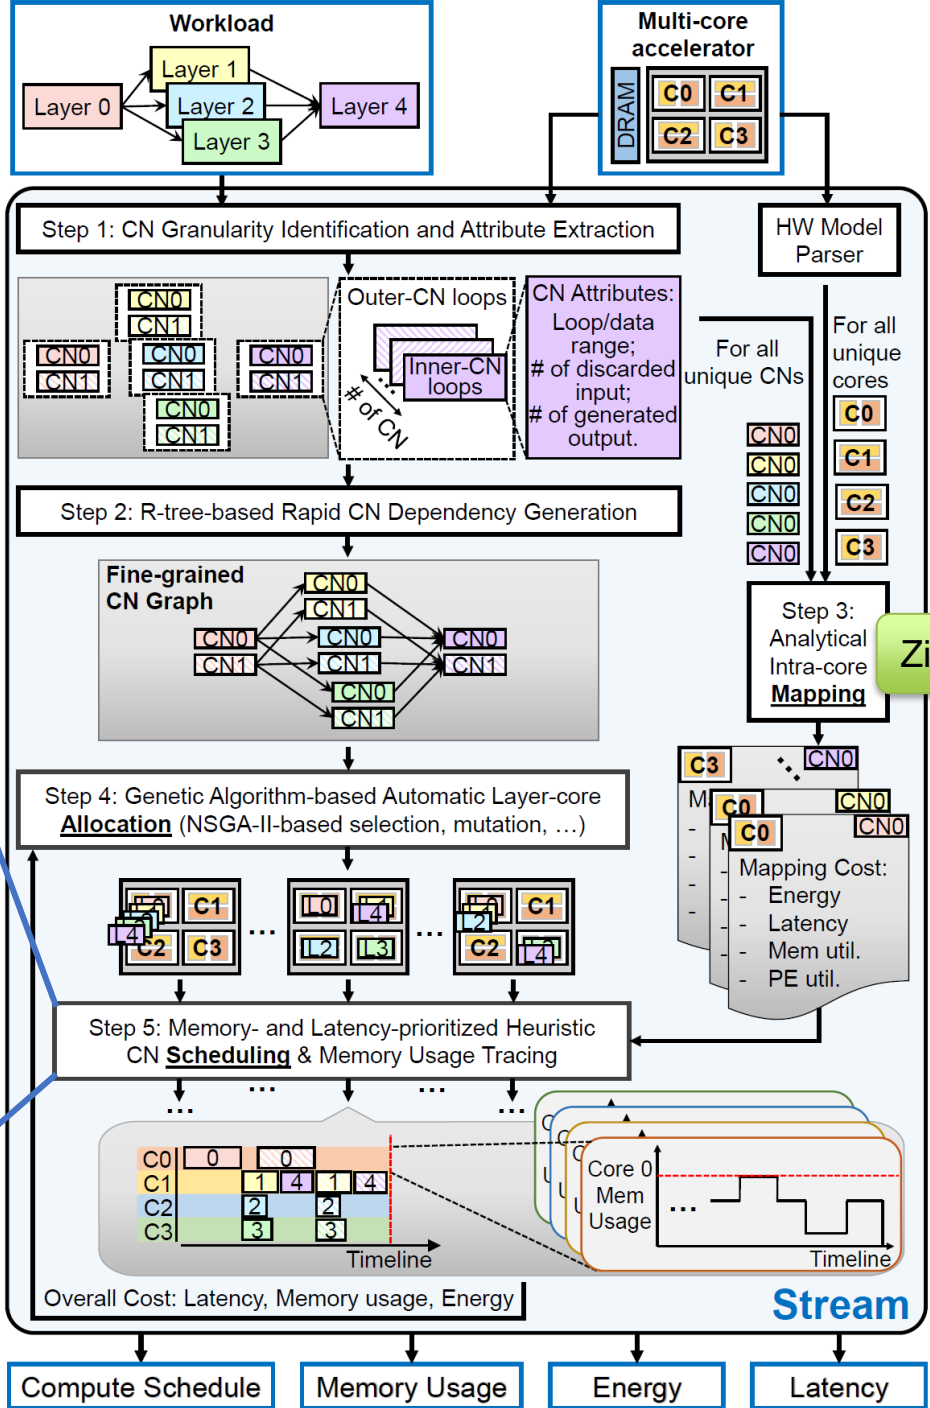 Workload
Layer 0
Layer 1
Layer 2
Layer 3
Layer 4
Multi-core
accelerator
DRAM
C0
C1
C2
C3
Step 1: CN Granularity Identification and Attribute Extraction
HW Model
Parser
CN0
CN1
CN0
CN1
CN0
CN1
CN0
CN1
CN0
CN1
Outer-CN loops
Inner-CN
loops
...
# of CN
CN Attributes:
Loop/data
range;
# of discarded
input;
# of generated
output.
For all
unique CNs
For all
unique
cores
CN0
CN0
CN0
CN0
CN0
C0
C1
C2
C3
Step 2: R-tree-based Rapid CN Dependency Generation
Fine-grained
CN Graph
CN0
CN1
CN0
CN1
CN0
CN1
CN0
CN1
CN0
CN1
Step 3:
Analytical
Intra-core
Mapping
Zi
Step 4: Genetic Algorithm-based Automatic Layer-core
Allocation (NSGA-II-based selection, mutation, …)
C1
L4
C2
C3
...
L0
L4
L2
L3
...
C1
L2
C2
L4
C3
CN0
C0
CN0
C0
CN0
Mapping Cost:
- Energy
- Latency
- Mem util.
- PE util.
Step 5: Memory- and Latency-prioritized Heuristic
CN Scheduling & Memory Usage Tracing
...
...
...
...
C0
0
0
C1
1
4
1
4
C2
2
2
C3
3
3
Timeline
Core 0
Mem
Usage
...
Timeline
Overall Cost: Latency, Memory usage, Energy
Stream
Compute Schedule
Memory Usage
Energy
Latency